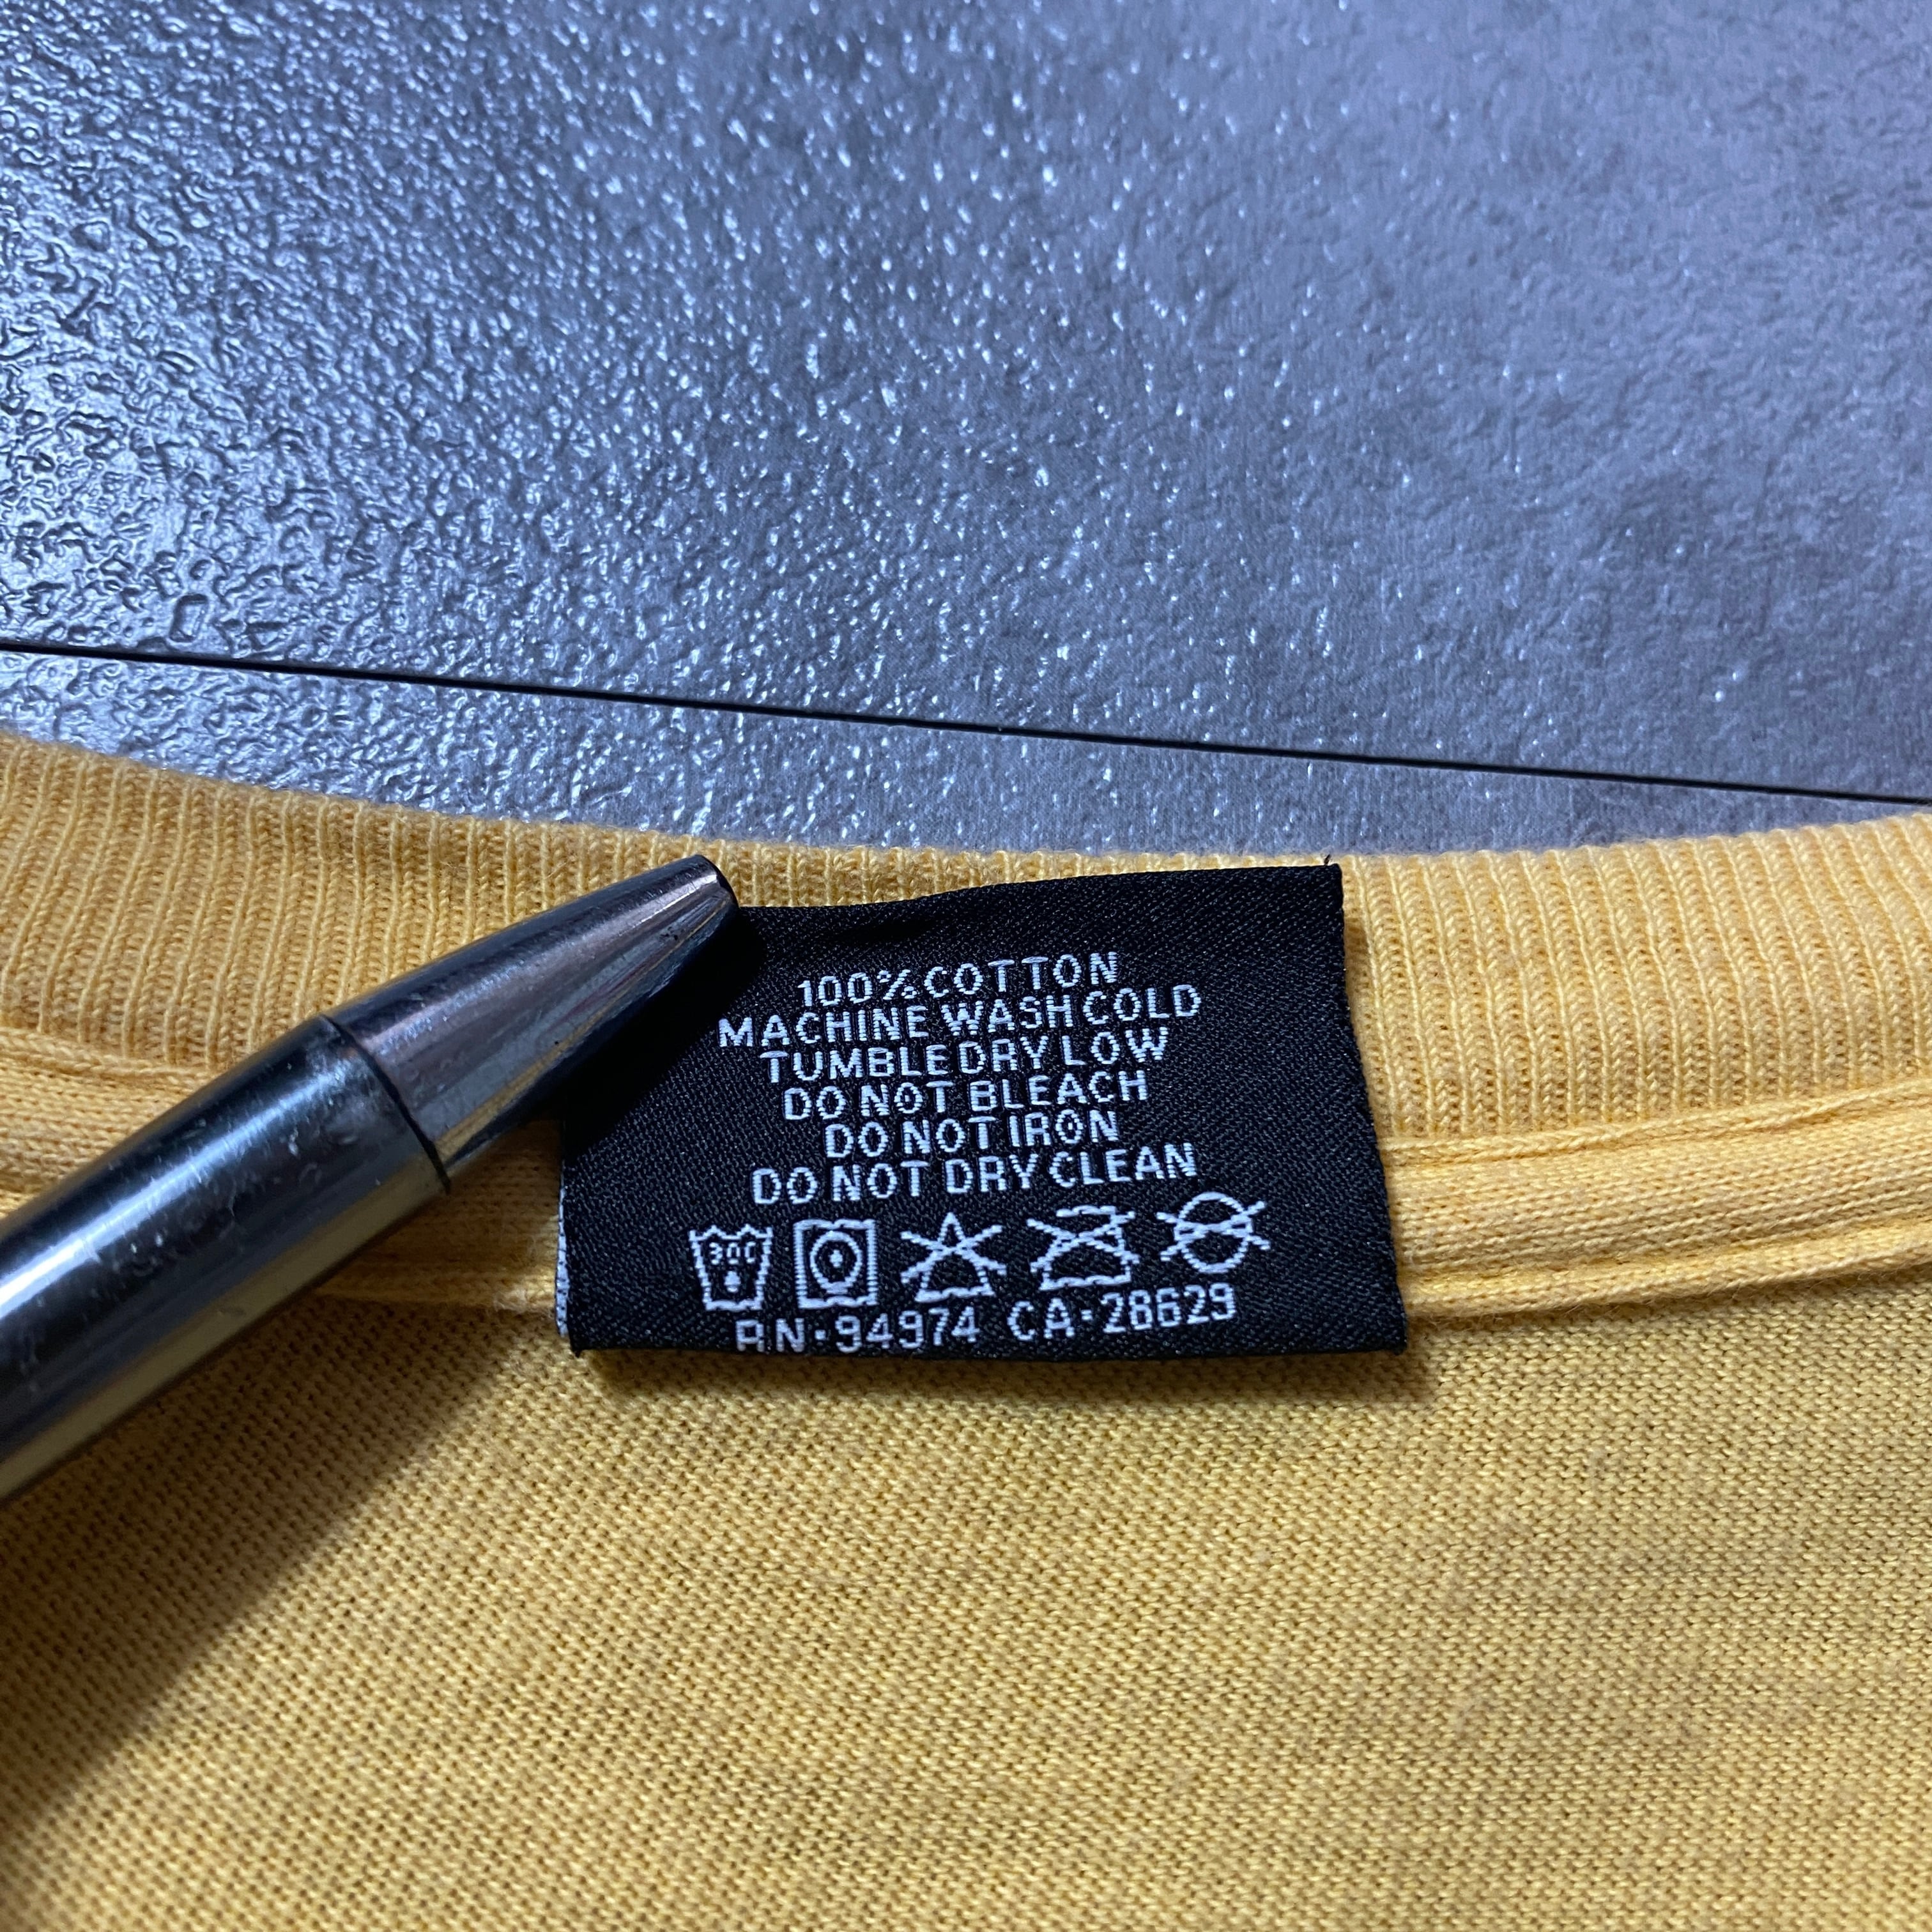 100% COTTON
MACHINE WASH COLD
TUMBLE DRY LOW
DO NOT BLEACH
DO NOT IRON
DO NOT DRY CLEAN
30C
RN·94974 CA·28629